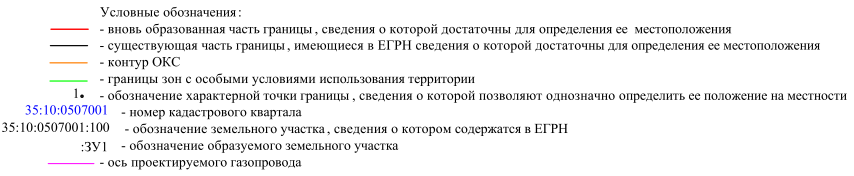 Условные обозначения:
- вновь образованная часть границы, сведения о которой достаточны для определения ее местоположения
- существующая часть границы, имеющиеся в ЕГРН сведения о которой достаточны для определения ее местоположения
- контур ОКС
- границы зон с особыми условиями использования территории
1. - обозначение характерной точки границы, сведения о которой позволяют однозначно определить ее положение на местности
35:10:0507001 - номер кадастрового квартала
35:10:0507001:100 - обозначение земельного участка, сведения о котором содержатся в ЕГРН
:ЗУ1 - обозначение образуемого земельного участка
- ось проектируемого газопровода